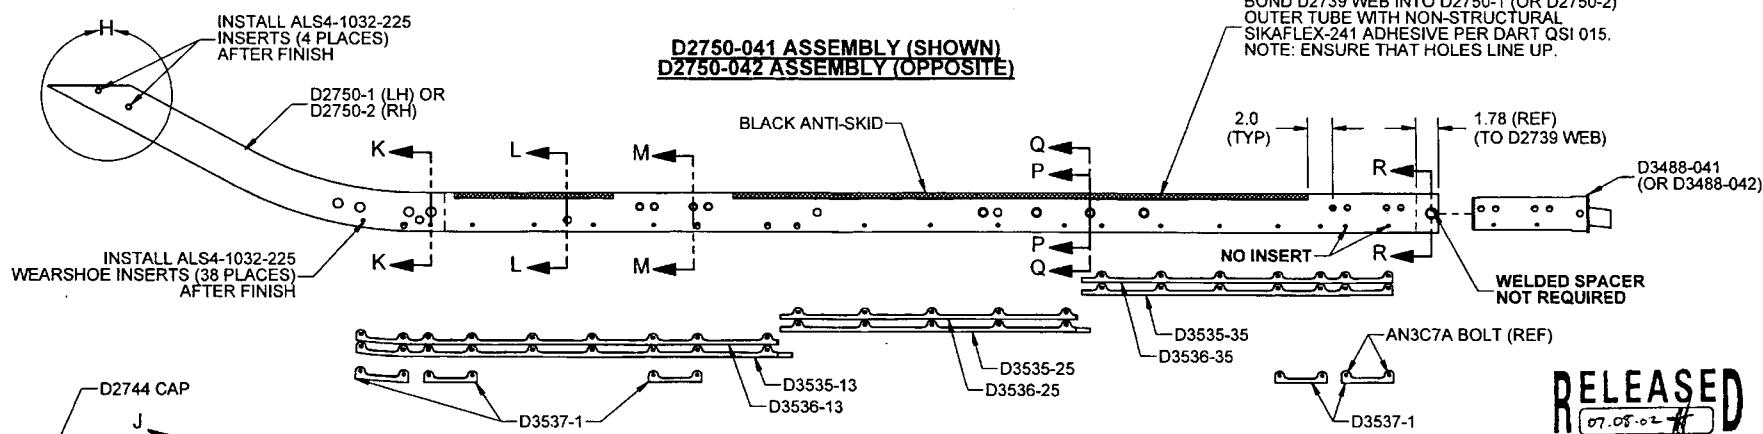 BOND D2739 WEB INTO D2750-1 (OR D2750-2)
OUTER TUBE WITH NON-STRUCTURAL
SIKAFLEX-241 ADHESIVE PER DART QSI 015.
NOTE: ENSURE THAT HOLES LINE UP.
H
INSTALL ALS4-1032-225
INSERTS (4 PLACES)
AFTER FINISH
D2750-041 ASSEMBLY (SHOWN)
D2750-042 ASSEMBLY (OPPOSITE)
D2750-1 (LH) OR
D2750-2 (RH)
BLACK ANTI-SKID
2.0
(TYP)
1.78 (REF)
(TO D2739 WEB)
K
L
M
Q
P
R
D3488-041
(OR D3488-042)
K
L
M
P
Q
R
NO INSERT
INSTALL ALS4-1032-225
WEARSHOE INSERTS (38 PLACES)
AFTER FINISH
WELDED SPACER
NOT REQUIRED
D3535-35
D3536-35
AN3C7A BOLT (REF)
D3535-25
D3536-25
D3535-13
D3536-13
D3537-1
D3537-1
D2744 CAP
J
RELEASED
07.08.02